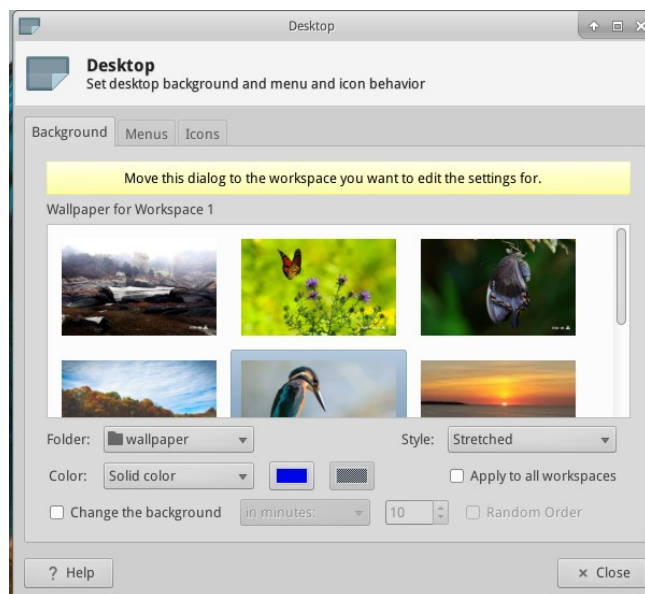 Desktop
Desktop
Set desktop background and menu and icon behavior
Background Menus Icons
Move this dialog to the workspace you want to edit the settings for.
Wallpaper for Workspace 1
Folder: wallpaper Style: Stretched
Color: Solid color Apply to all workspaces
Change the background in minutes: 10 Random Order
? Help × Close